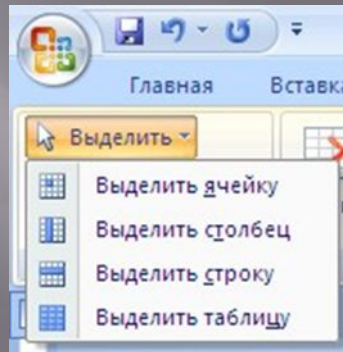 Главная Вставка
Выделить
Выделить ячейку
Выделить столбец
Выделить строку
Выделить таблицу